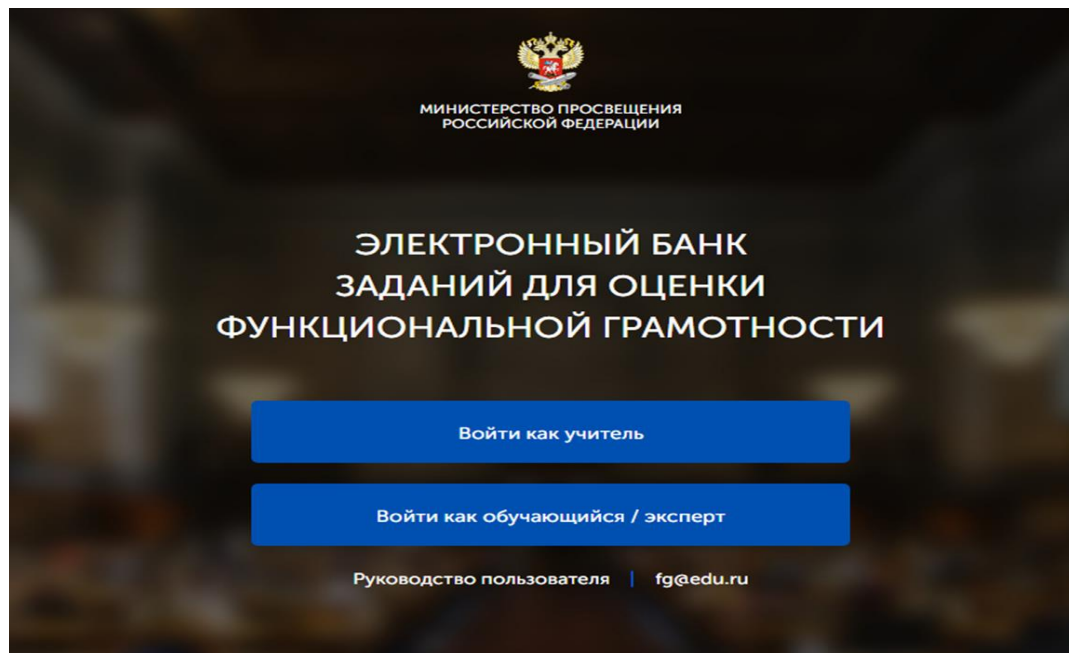 МИНИСТЕРСТВО ПРОСВЕЩЕНИЯ
РОССИЙСКОЙ ФЕДЕРАЦИИ
ЭЛЕКТРОННЫЙ БАНК
ЗАДАНИЙ ДЛЯ ОЦЕНКИ
ФУНКЦИОНАЛЬНОЙ ГРАМОТНОСТИ
Войти как учитель
Войти как обучающийся / эксперт
Руководство пользователя | fg@edu.ru